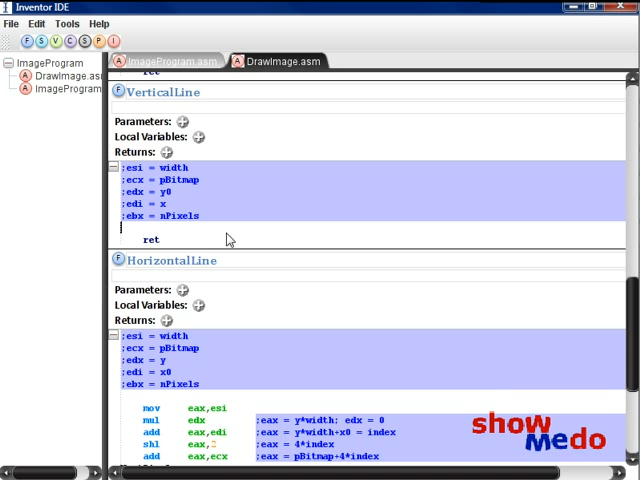 Inventor IDE
File Edit Tools Help
F S V C S P I
ImageProgram
A DrawImage.asm
A ImageProgram
A ImageProgram.asm A DrawImage.asm
ret
F VerticalLine
Parameters:
Local Variables:
Returns:
;esi = width
;ecx = pBitmap
;edx = y0
;edi = x
;ebx = nPixels
ret
F HorizontalLine
Parameters:
Local Variables:
Returns:
;esi = width
;ecx = pBitmap
;edx = y
;edi = x0
;ebx = nPixels
mov eax,esi
mul edx ;eax = y*width; edx = 0
add eax,edi ;eax = y*width+x0 = index
shl eax,2 ;eax = 4*index
add eax,ecx ;eax = pBitmap+4*index
show
medo